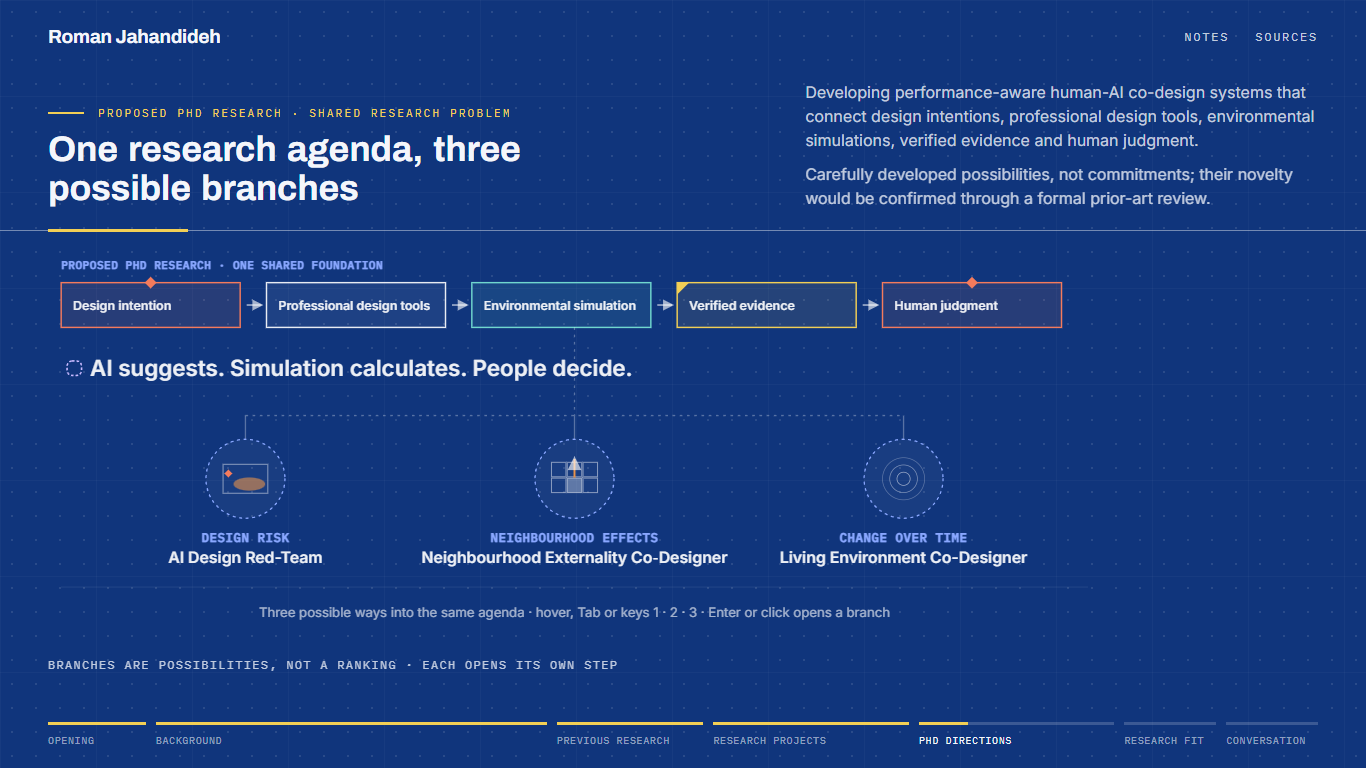 Roman Jahandideh
NOTES SOURCES
PROPOSED PHD RESEARCH · SHARED RESEARCH PROBLEM
One research agenda, three
possible branches
Developing performance-aware human-AI co-design systems that
connect design intentions, professional design tools, environmental
simulations, verified evidence and human judgment.
Carefully developed possibilities, not commitments; their novelty
would be confirmed through a formal prior-art review.
PROPOSED PHD RESEARCH · ONE SHARED FOUNDATION
Design intention
Professional design tools
Environmental simulation
Verified evidence
Human judgment
AI suggests. Simulation calculates. People decide.
DESIGN RISK
AI Design Red-Team
NEIGHBOURHOOD EFFECTS
Neighbourhood Externality Co-Designer
CHANGE OVER TIME
Living Environment Co-Designer
Three possible ways into the same agenda · hover, Tab or keys 1 · 2 · 3 · Enter or click opens a branch
BRANCHES ARE POSSIBILITIES, NOT A RANKING · EACH OPENS ITS OWN STEP
OPENING
BACKGROUND
PREVIOUS RESEARCH
RESEARCH PROJECTS
PHD DIRECTIONS
RESEARCH FIT
CONVERSATION